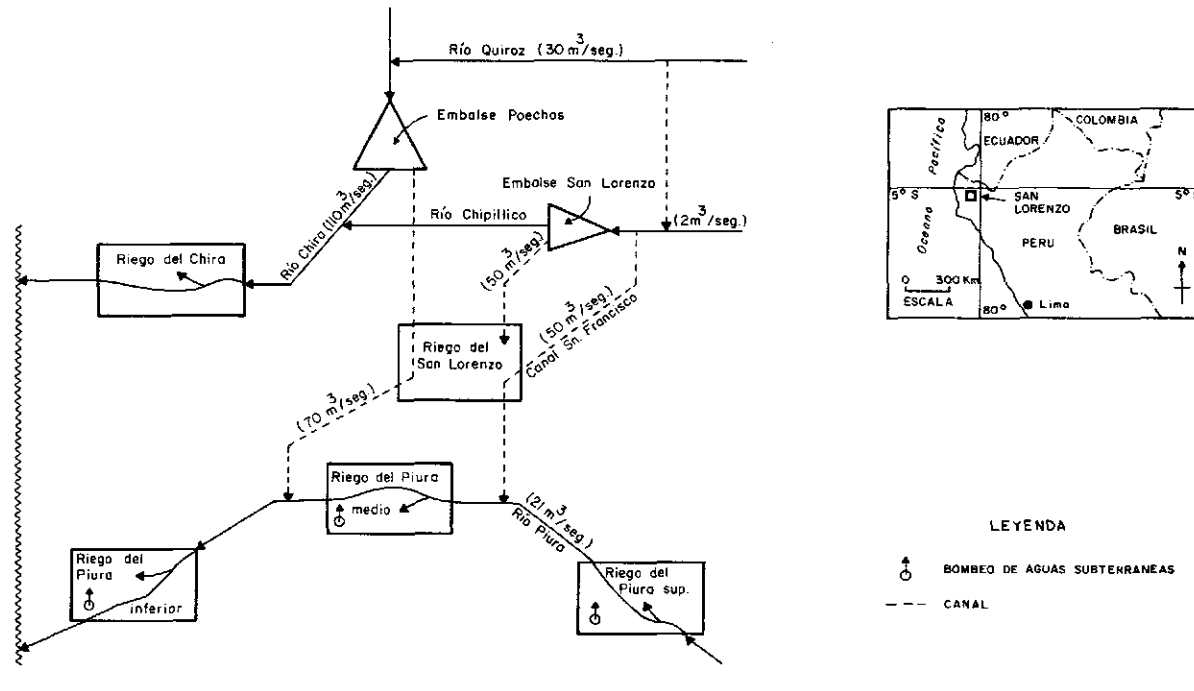 Río Quiroz (30 m³/seg.)
Embalse Poechos
Embalse San Lorenzo
Río Chipillico
(2m³/seg.)
Río Chira (110 m³/seg.)
(50 m³/seg.)
Riego del Chira
(50 m³/seg.)
Canal Sn. Francisco
Riego del
San Lorenzo
(70 m³/seg.)
Riego del Piura
medio
(21 m³/seg.)
Río Piura
Riego del
Piura
inferior
Riego del
Piura sup.
80°
COLOMBIA
ECUADOR
Pacífico
Oceano
5° S
5° S
SAN
LORENZO
PERU
BRASIL
N
0 300 Km.
ESCALA
80°
Lima
LEYENDA
BOMBEO DE AGUAS SUBTERRANEAS
CANAL